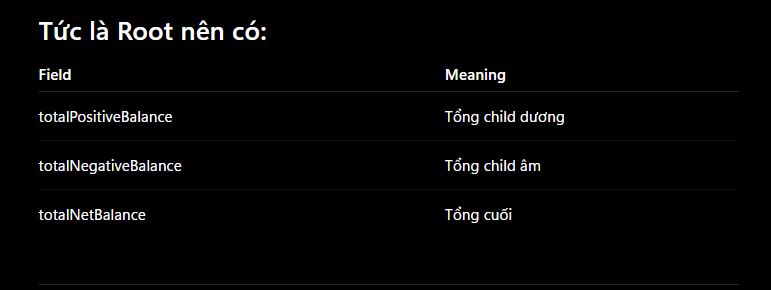 Tức là Root nên có:
Field Meaning
totalPositiveBalance Tổng child dương
totalNegativeBalance Tổng child âm
totalNetBalance Tổng cuối